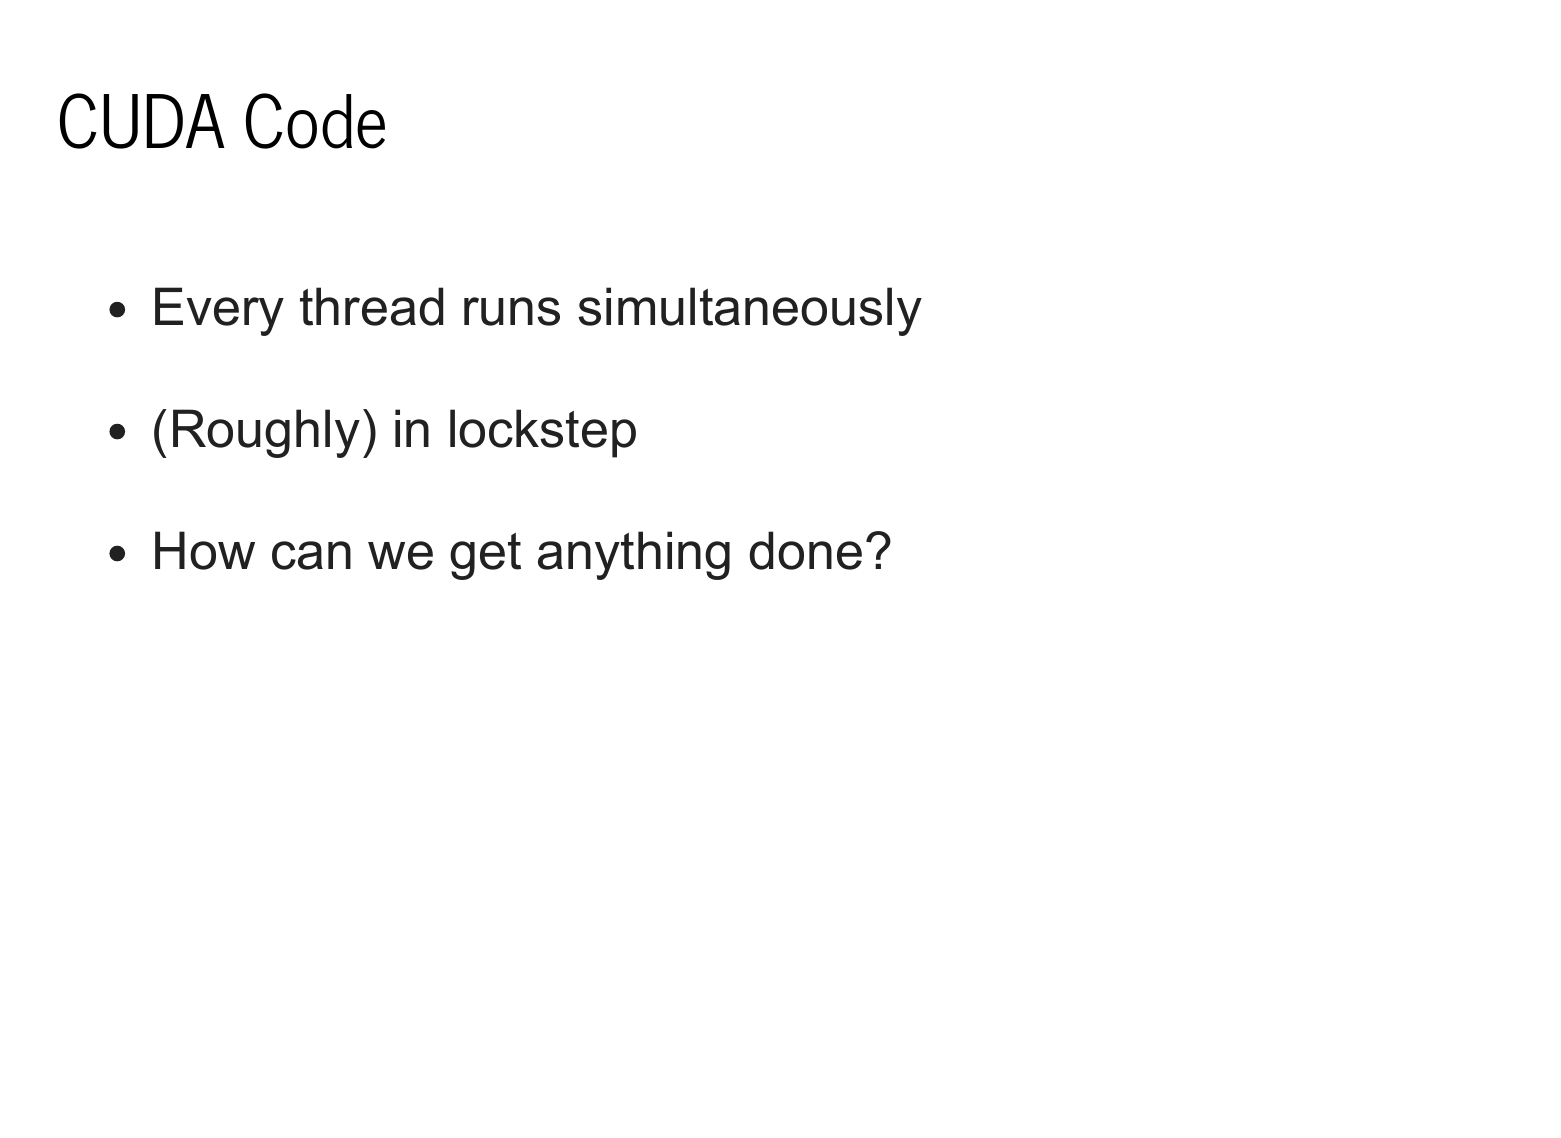 CUDA Code
• Every thread runs simultaneously
• (Roughly) in lockstep
• How can we get anything done?